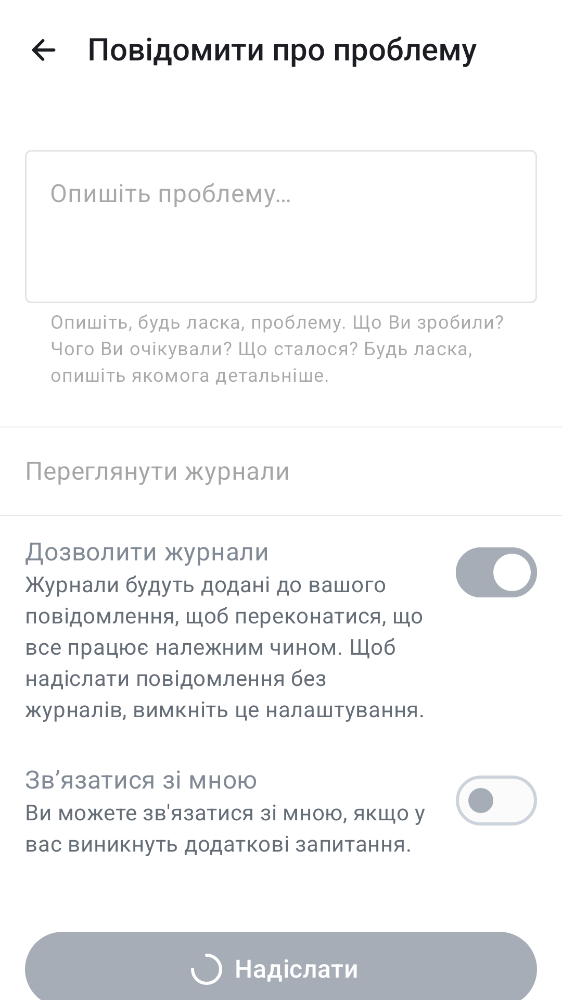 Повідомити про проблему
Опишіть проблему…
Опишіть, будь ласка, проблему. Що Ви зробили?
Чого Ви очікували? Що сталося? Будь ласка,
опишіть якомога детальніше.
Переглянути журнали
Дозволити журнали
Журнали будуть додані до вашого
повідомлення, щоб переконатися, що
все працює належним чином. Щоб
надіслати повідомлення без
журналів, вимкніть це налаштування.
Зв’язатися зі мною
Ви можете зв'язатися зі мною, якщо у
вас виникнуть додаткові запитання.
Надіслати